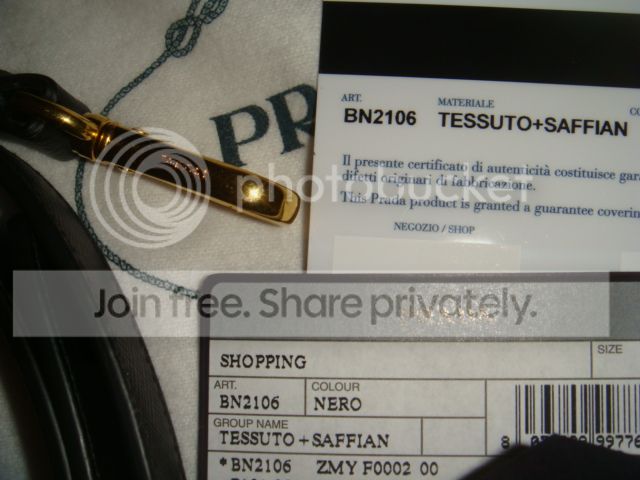 PR
ART.
MATERIALE
BN2106
TESSUTO+SAFFIAN
Il presente certificato di autenticità costituisce gara
difetti originari di fabbricazione.
This Prada product is granted a guarantee coverin
NEGOZIO / SHOP
photobucket
Join free. Share privately.
SHOPPING
SIZE
ART.
COLOUR
BN2106
NERO
GROUP NAME
TESSUTO+SAFFIAN
*BN2106 ZMY F0002 00